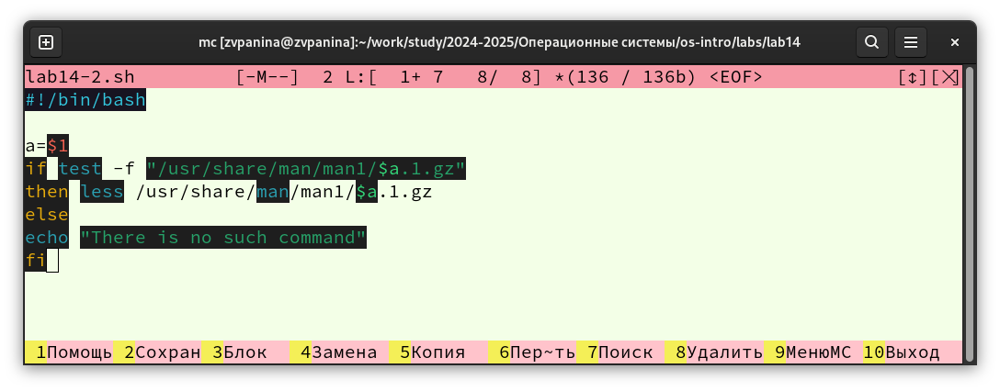 mc [zvpanina@zvpanina]:~/work/study/2024-2025/Операционные системы/os-intro/labs/lab14
lab14-2.sh [-M--] 2 L:[ 1+ 7 8/ 8] *(136 / 136b) <EOF> [↕][X]
#!/bin/bash
a=$1
if test -f "/usr/share/man/man1/$a.1.gz"
then less /usr/share/man/man1/$a.1.gz
else
echo "There is no such command"
fi
1Помощь 2Сохран 3Блок 4Замена 5Копия 6Пер~ть 7Поиск 8Удалить 9МенюMC 10Выход